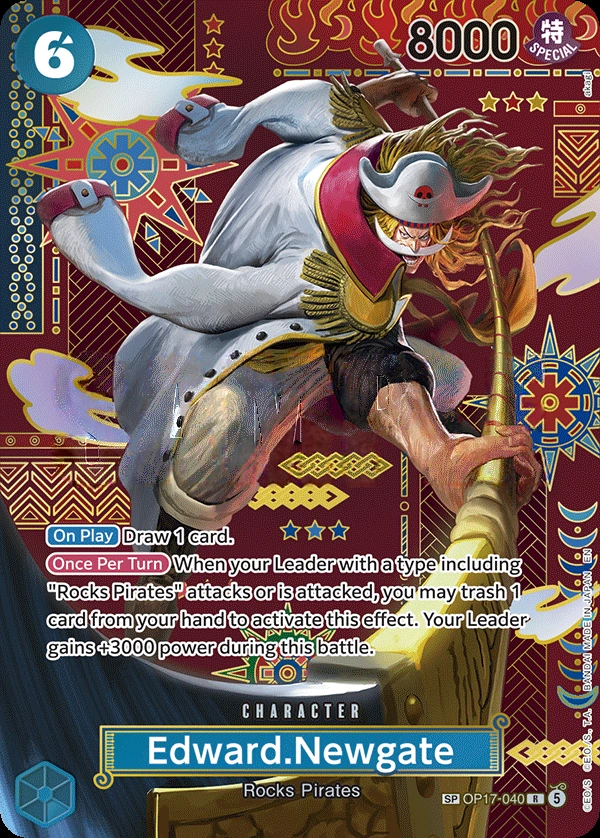 6
8000
特
SPECIAL
akagi
On Play Draw 1 card.
Once Per Turn When your Leader with a type including
"Rocks Pirates" attacks or is attacked, you may trash 1
card from your hand to activate this effect. Your Leader
gains +3000 power during this battle.
CHARACTER
Edward.Newgate
Rocks Pirates
SP OP17-040 R 5
©E.O/S. ©E.O/S., T.A. BANDAI MADE IN JAPAN EN